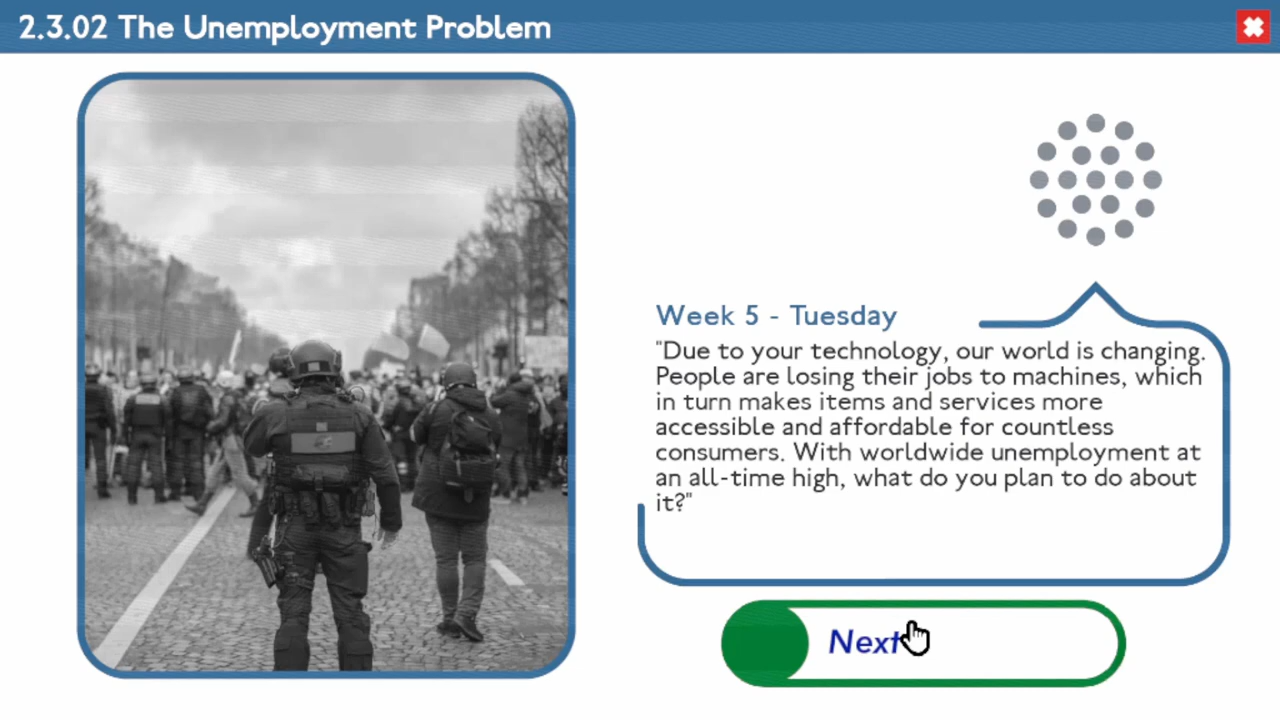 2.3.02 The Unemployment Problem
Week 5 - Tuesday
"Due to your technology, our world is changing.
People are losing their jobs to machines, which
in turn makes items and services more
accessible and affordable for countless
consumers. With worldwide unemployment at
an all-time high, what do you plan to do about
it?"
Next